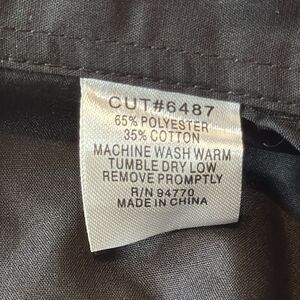 CUT#6487
65% POLYESTER
35% COTTON
MACHINE WASH WARM
TUMBLE DRY LOW
REMOVE PROMPTLY
R/N 94770
MADE IN CHINA